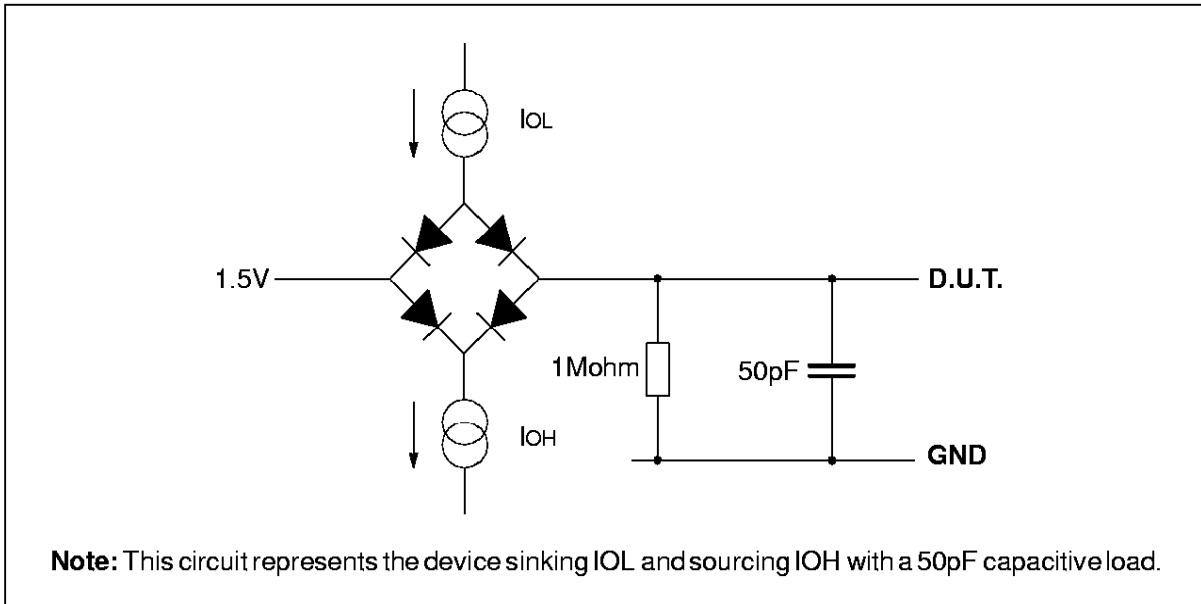 IOL
1.5V
D.U.T.
1Mohm
50pF
IOH
GND
Note: This circuit represents the device sinking IOL and sourcing IOH with a 50pF capacitive load.